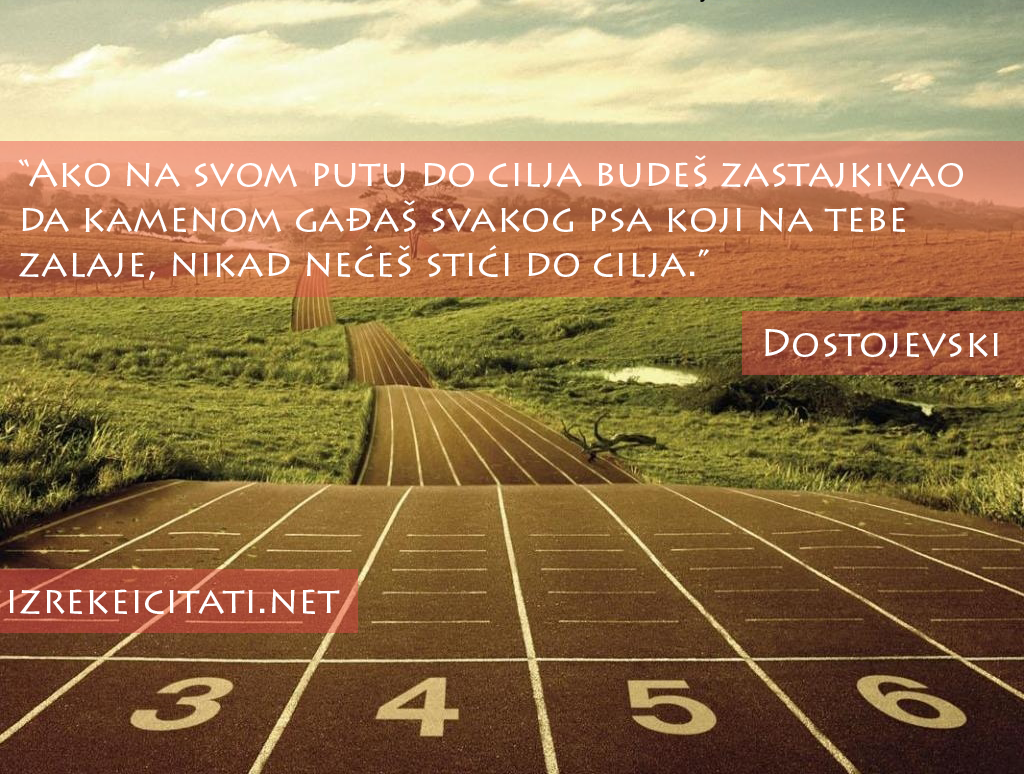 “Ako na svom putu do cilja budeš zastajkivao
da kamenom gađaš svakog psa koji na tebe
zalaje, nikad nećeš stići do cilja.”
Dostojevski
izrekeicitati.net
3 4 5 6